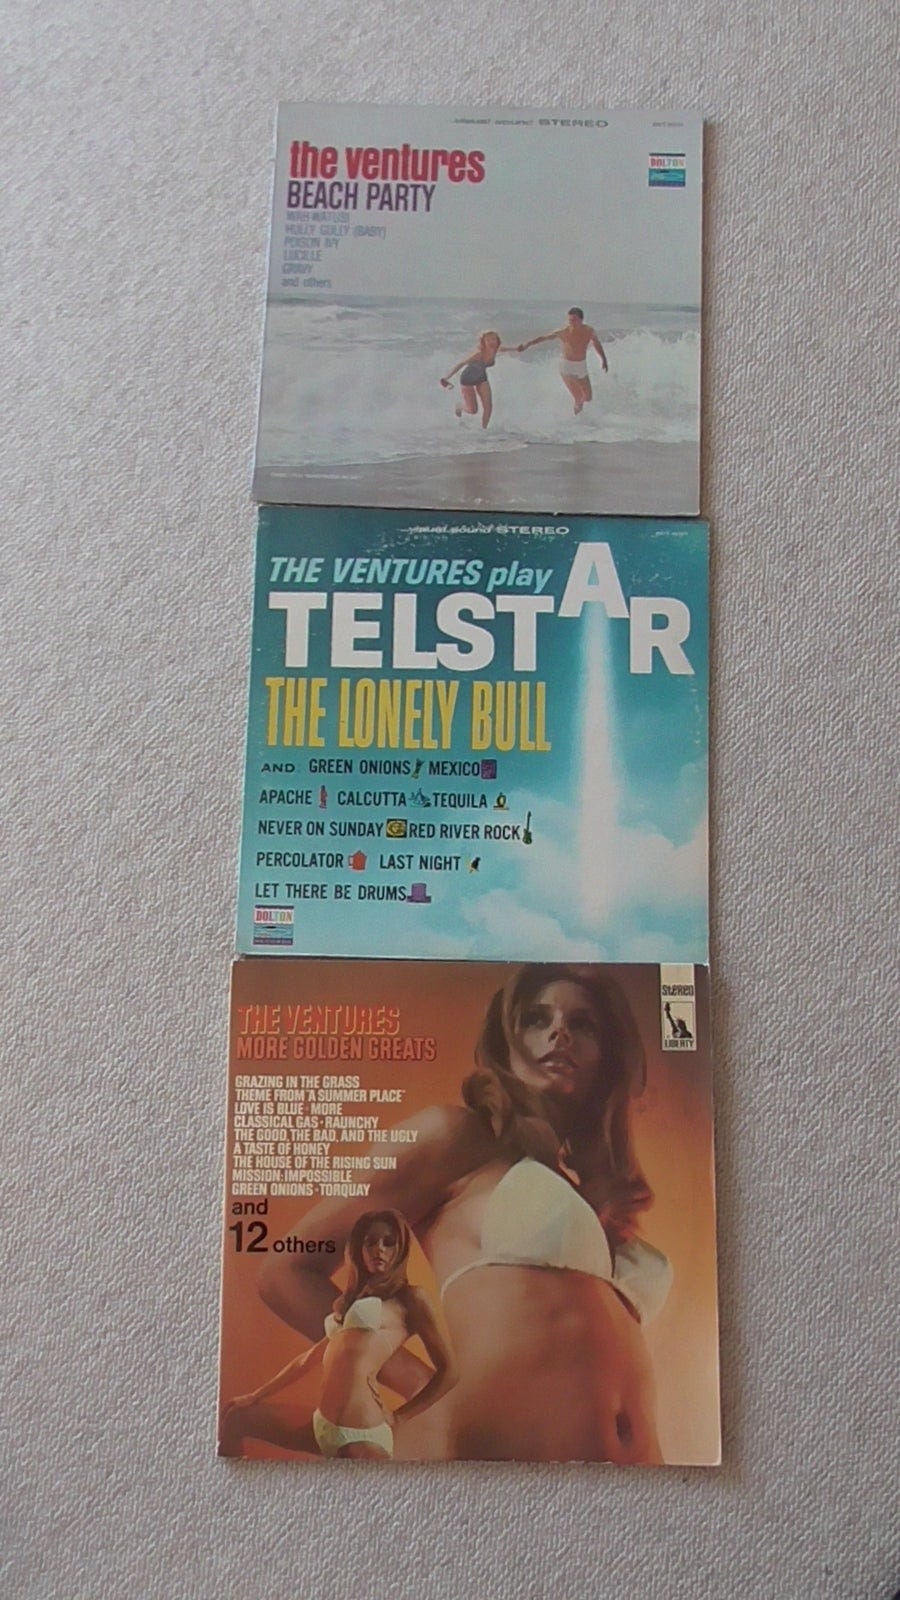 visual sound STEREO
the ventures
BEACH PARTY
WAH-WATUSI
HULLY GULLY (BABY)
POISON IVY
LUCILLE
GRAVY
and others
DOLTON
visual sound STEREO
THE VENTURES play
TELSTAR
THE LONELY BULL
AND: GREEN ONIONS MEXICO
APACHE CALCUTTA TEQUILA
NEVER ON SUNDAY RED RIVER ROCK
PERCOLATOR LAST NIGHT
LET THERE BE DRUMS
DOLTON
STEREO
LIBERTY
THE VENTURES
MORE GOLDEN GREATS
GRAZING IN THE GRASS
THEME FROM "A SUMMER PLACE"
LOVE IS BLUE · MORE
CLASSICAL GAS · RAUNCHY
THE GOOD, THE BAD, AND THE UGLY
A TASTE OF HONEY
THE HOUSE OF THE RISING SUN
MISSION: IMPOSSIBLE
GREEN ONIONS · TORQUAY
and
12 others